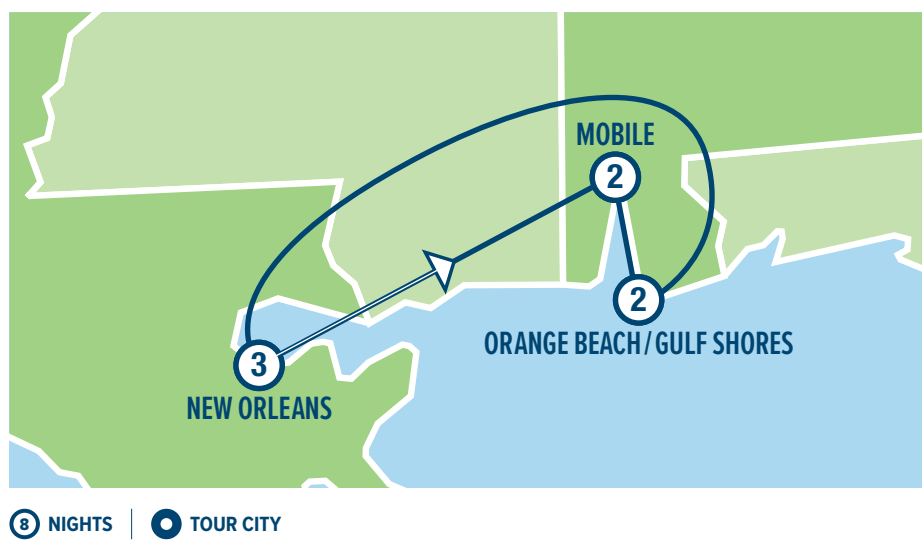 MOBILE
2
2
ORANGE BEACH / GULF SHORES
3
NEW ORLEANS
8 NIGHTS | TOUR CITY